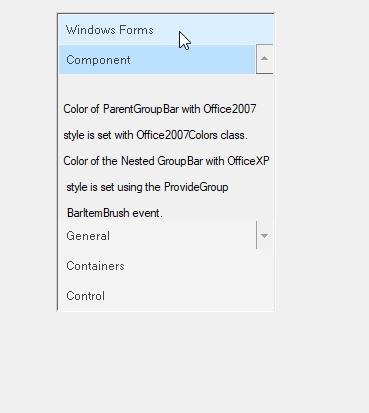 Windows Forms
Component
Color of ParentGroupBar with Office2007
style is set with Office2007Colors class.
Color of the Nested GroupBar with OfficeXP
style is set using the ProvideGroup
BarItemBrush event.
General
Containers
Control